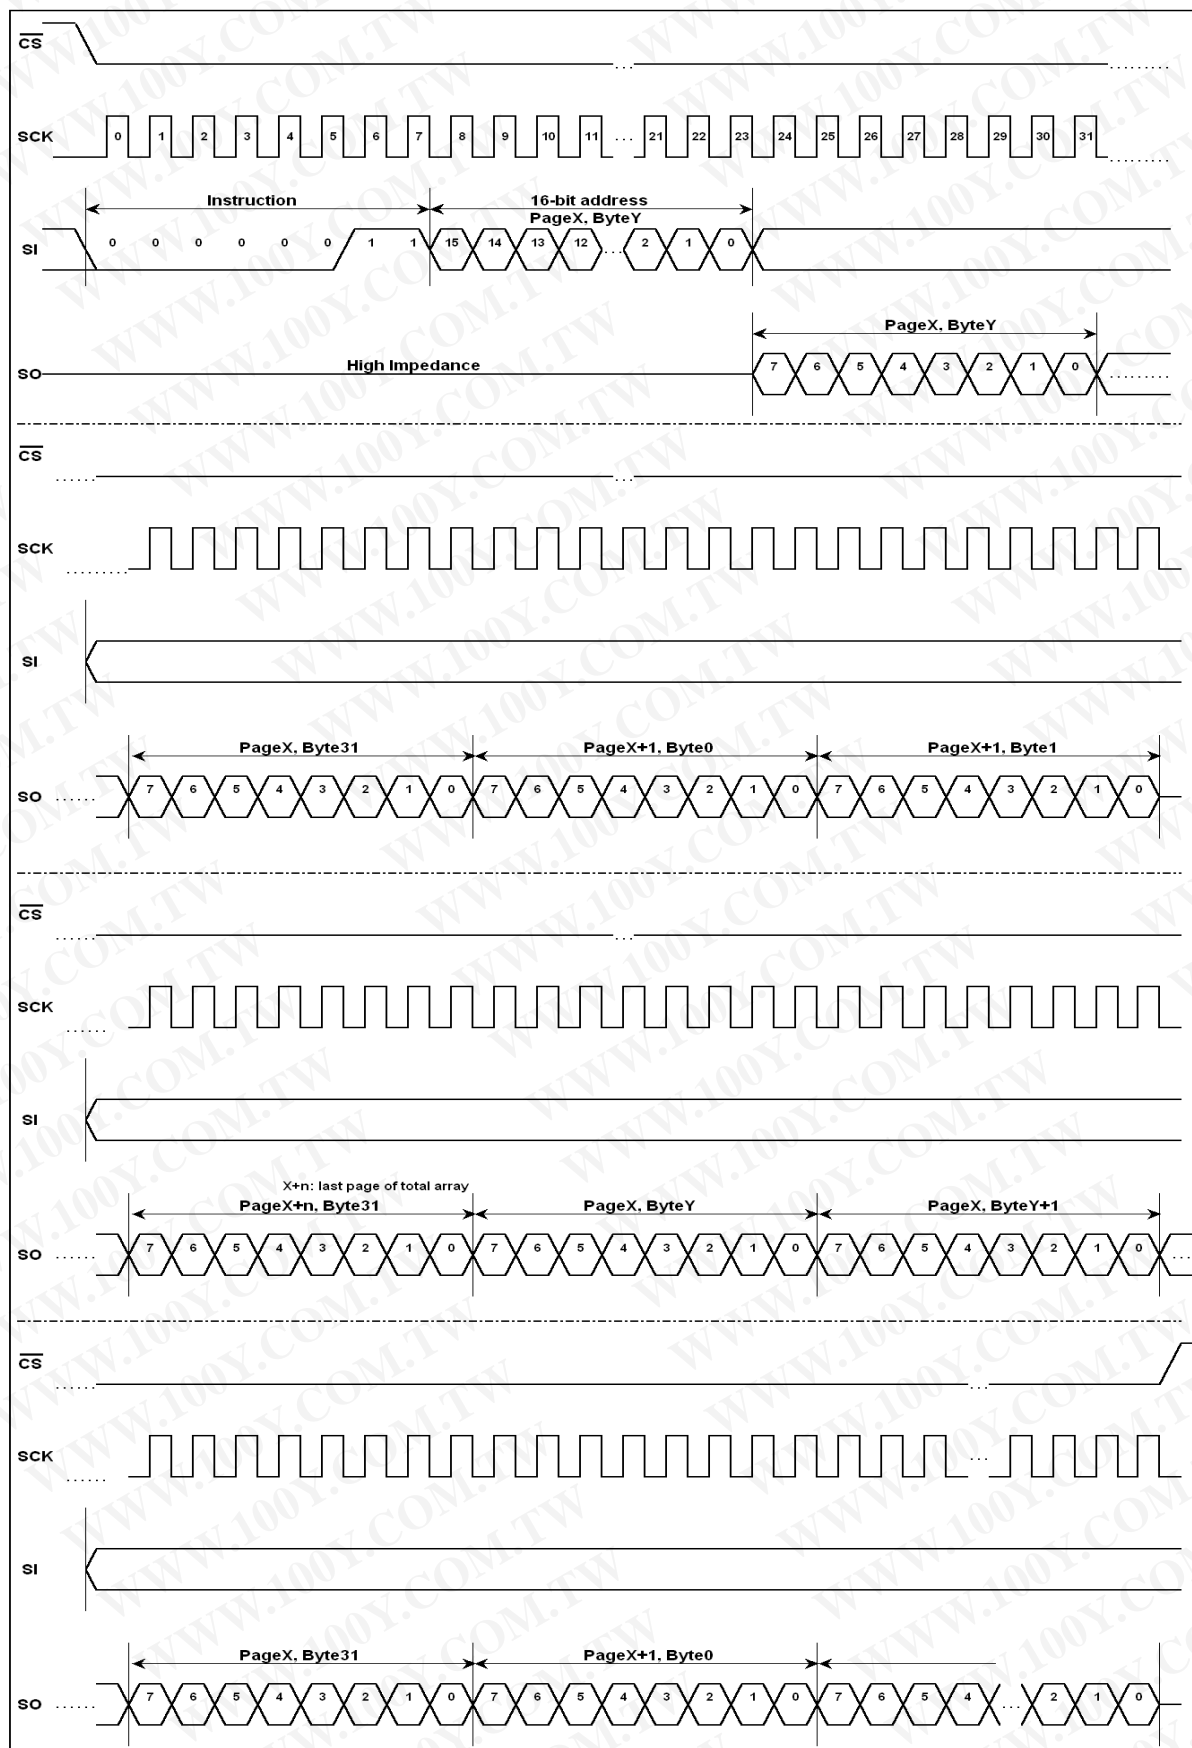 CS
SCK 0 1 2 3 4 5 6 7 8 9 10 11 ... 21 22 23 24 25 26 27 28 29 30 31
Instruction 16-bit address
PageX, ByteY
SI 0 0 0 0 0 0 1 1 15 14 13 12 ... 2 1 0
PageX, ByteY
SO High Impedance 7 6 5 4 3 2 1 0
CS
SCK
SI
PageX, Byte31 PageX+1, Byte0 PageX+1, Byte1
SO 7 6 5 4 3 2 1 0 7 6 5 4 3 2 1 0 7 6 5 4 3 2 1 0
CS
SCK
SI
X+n: last page of total array
PageX+n, Byte31 PageX, ByteY PageX, ByteY+1
SO 7 6 5 4 3 2 1 0 7 6 5 4 3 2 1 0 7 6 5 4 3 2 1 0
CS
SCK
SI
PageX, Byte31 PageX+1, Byte0
SO 7 6 5 4 3 2 1 0 7 6 5 4 3 2 1 0 7 6 5 4 ... 2 1 0
WWW.100Y.COM.TW